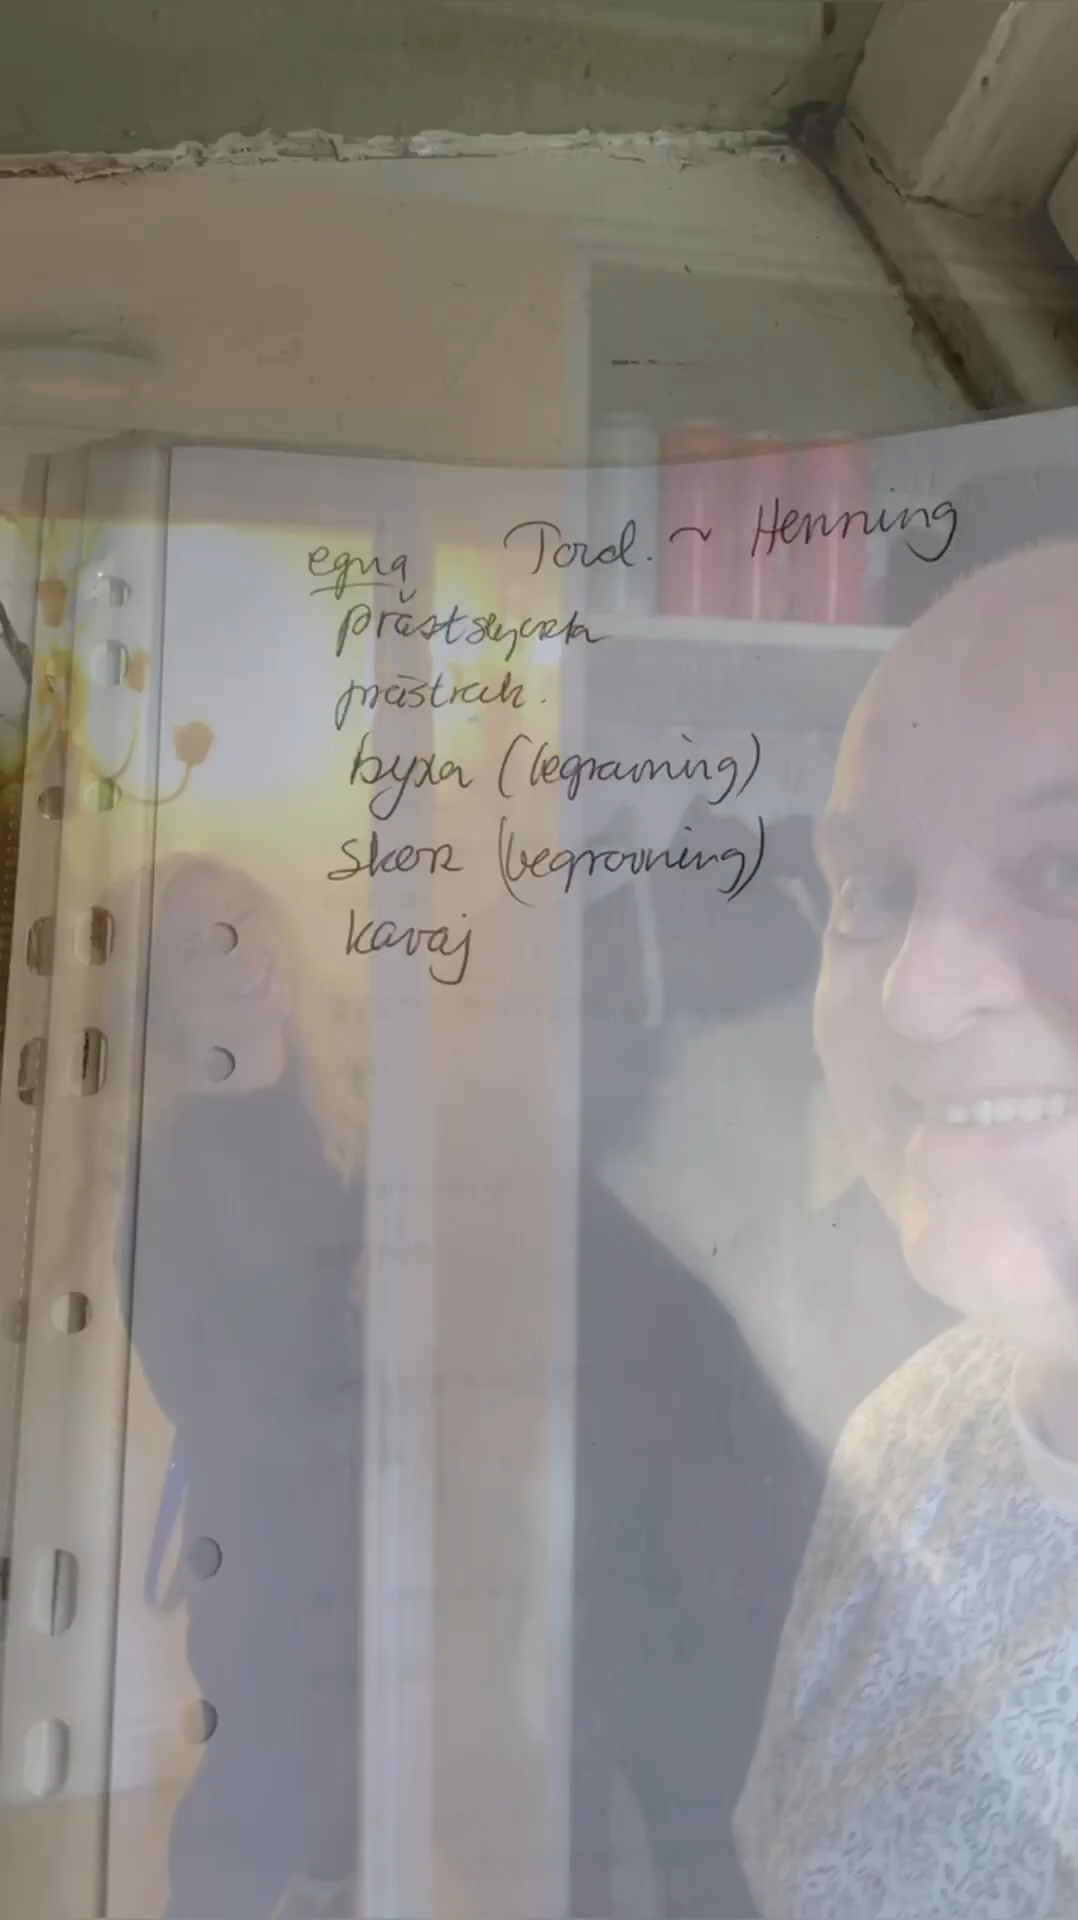 Tord. ~ Henning
egna
prästskjorta
prästrock.
byxa (begravning)
skor (begravning)
kavaj